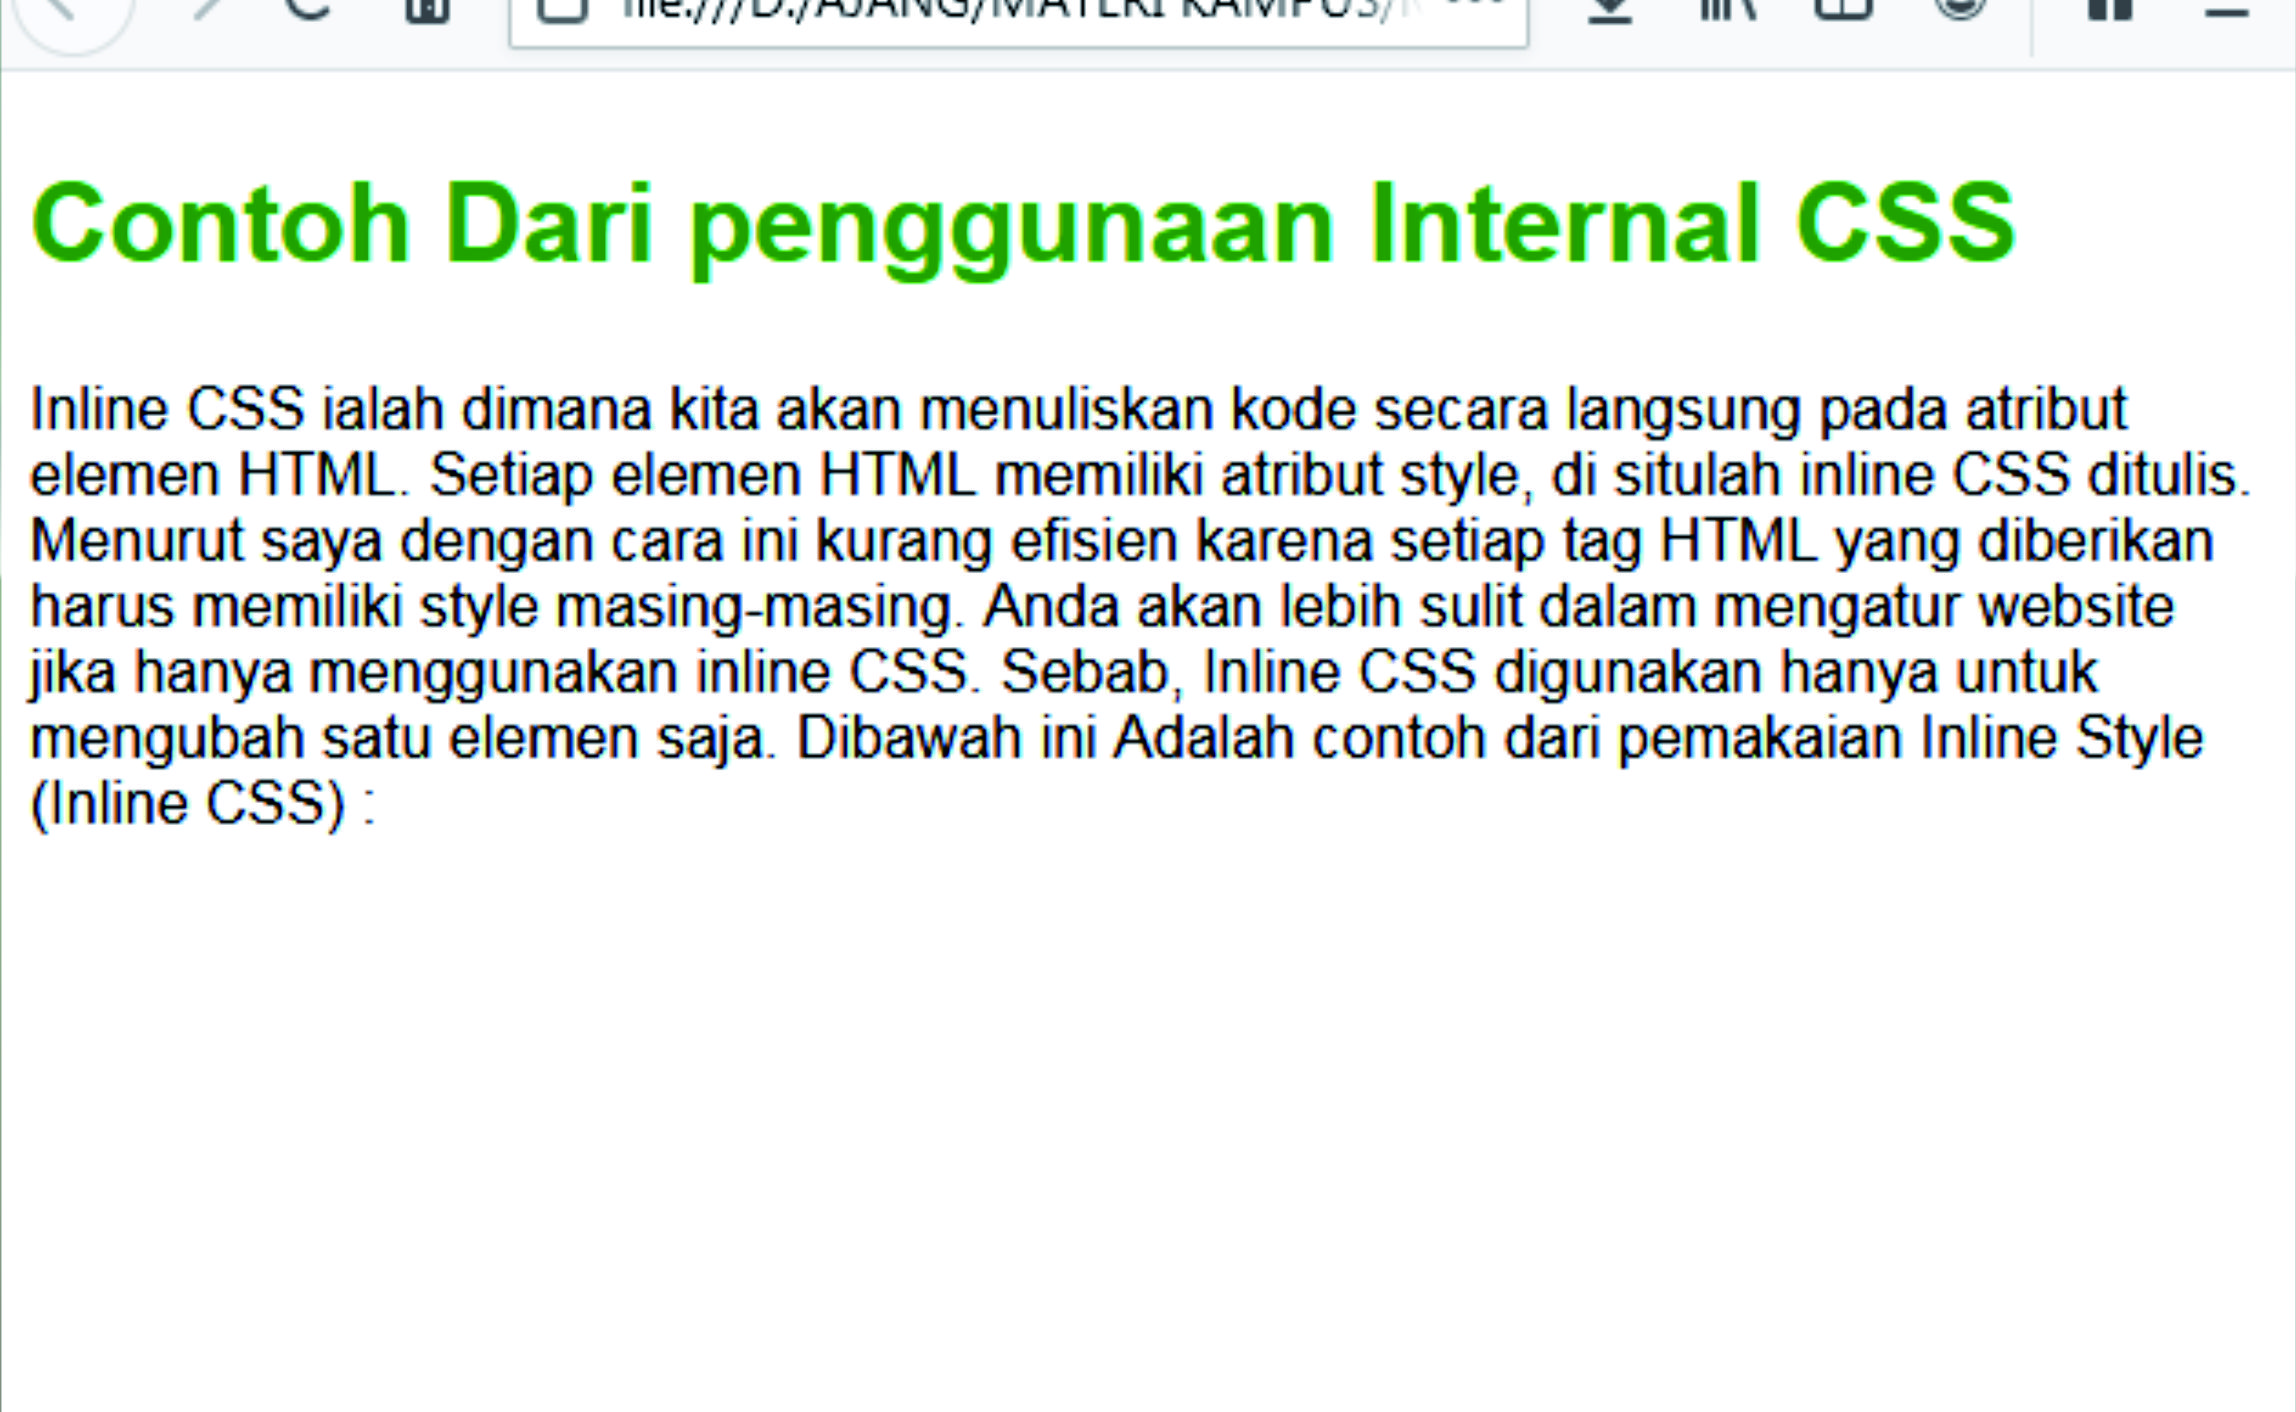 file:///D:/AJANG/MATERI KAMPUS/
Contoh Dari penggunaan Internal CSS
Inline CSS ialah dimana kita akan menuliskan kode secara langsung pada atribut
elemen HTML. Setiap elemen HTML memiliki atribut style, di situlah inline CSS ditulis.
Menurut saya dengan cara ini kurang efisien karena setiap tag HTML yang diberikan
harus memiliki style masing-masing. Anda akan lebih sulit dalam mengatur website
jika hanya menggunakan inline CSS. Sebab, Inline CSS digunakan hanya untuk
mengubah satu elemen saja. Dibawah ini Adalah contoh dari pemakaian Inline Style
(Inline CSS) :